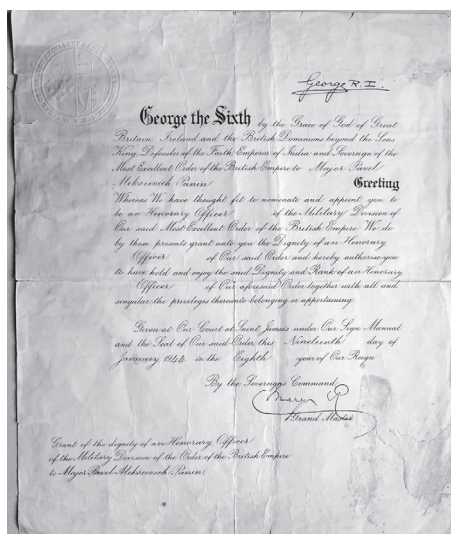 George R.I.
George the Sixth by the Grace of God of Great
Britain Ireland and the British Dominions beyond the Seas
King Defender of the Faith Emperor of India and Sovereign of the
Most Excellent Order of the British Empire to Major Pavel
Alekseevich Panin Greeting
Whereas We have thought fit to nominate and appoint you to
be an Honorary Officer of the Military Division of
Our said Most Excellent Order of the British Empire We do
by these presents grant unto you the Dignity of an Honorary
Officer of Our said Order and hereby authorise you
to have hold and enjoy the said Dignity and Rank of an Honorary
Officer of Our aforesaid Order together with all and
singular the privileges thereunto belonging or appertaining
Given at Our Court at Saint James's under Our Sign Manual
and the Seal of Our said Order this Nineteenth day of
January 1944 in the Eighth year of Our Reign
By the Sovereign's Command
Mary R
Grand Master
Grant of the dignity of an Honorary Officer
of the Military Division of the Order of the British Empire
to Major Pavel Alekseevich Panin